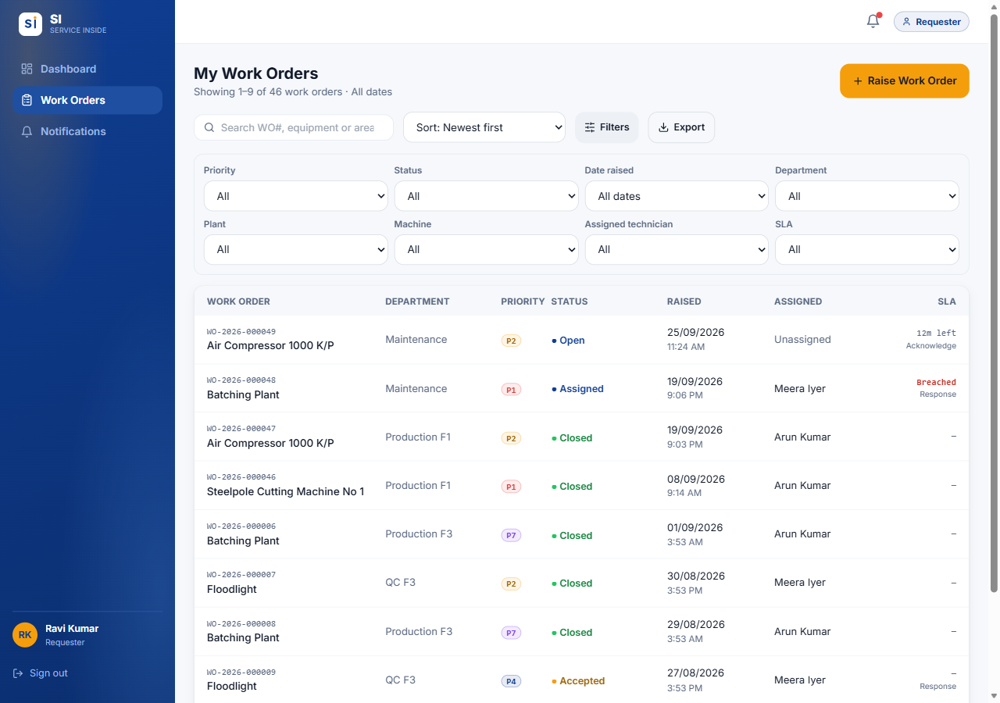 si SI
SERVICE INSIDE
Dashboard
Work Orders
Notifications
RK Ravi Kumar
Requester
Sign out
Requester
My Work Orders
Showing 1–9 of 46 work orders · All dates
+ Raise Work Order
Search WO#, equipment or area
Sort: Newest first
Filters
Export
Priority Status Date raised Department
All All All dates All
Plant Machine Assigned technician SLA
All All All All
WORK ORDER DEPARTMENT PRIORITY STATUS RAISED ASSIGNED SLA
WO-2026-000049
Air Compressor 1000 K/P Maintenance P2 Open 25/09/2026 11:24 AM Unassigned 12m left Acknowledge
WO-2026-000048
Batching Plant Maintenance P1 Assigned 19/09/2026 9:06 PM Meera Iyer Breached Response
WO-2026-000047
Air Compressor 1000 K/P Production F1 P2 Closed 19/09/2026 9:03 PM Arun Kumar –
WO-2026-000046
Steelpole Cutting Machine No 1 Production F1 P1 Closed 08/09/2026 9:14 AM Arun Kumar –
WO-2026-000006
Batching Plant Production F3 P7 Closed 01/09/2026 3:53 AM Arun Kumar –
WO-2026-000007
Floodlight QC F3 P2 Closed 30/08/2026 3:53 PM Meera Iyer –
WO-2026-000008
Batching Plant Production F3 P7 Closed 29/08/2026 3:53 AM Arun Kumar –
WO-2026-000009
Floodlight QC F3 P4 Accepted 27/08/2026 3:53 PM Meera Iyer – Response